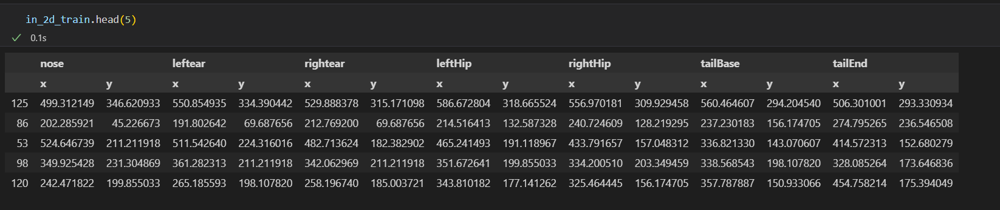 in_2d_train.head(5)
0.1s
nose leftear rightear leftHip rightHip tailBase tailEnd
x y x y x y x y x y x y x y
125 499.312149 346.620933 550.854935 334.390442 529.888378 315.171098 586.672804 318.665524 556.970181 309.929458 560.464607 294.204540 506.301001 293.330934
86 202.285921 45.226673 191.802642 69.687656 212.769200 69.687656 214.516413 132.587328 240.724609 128.219295 237.230183 156.174705 274.795265 236.546508
53 524.646739 211.211918 511.542640 224.316016 482.713624 182.382902 465.241493 191.118967 433.791657 157.048312 336.821330 143.070607 414.572313 152.680279
98 349.925428 231.304869 361.282313 211.211918 342.062969 211.211918 351.672641 199.855033 334.200510 203.349459 338.568543 198.107820 328.085264 173.646836
120 242.471822 199.855033 265.185593 198.107820 258.196740 185.003721 343.810182 177.141262 325.464445 156.174705 357.787887 150.933066 454.758214 175.394049